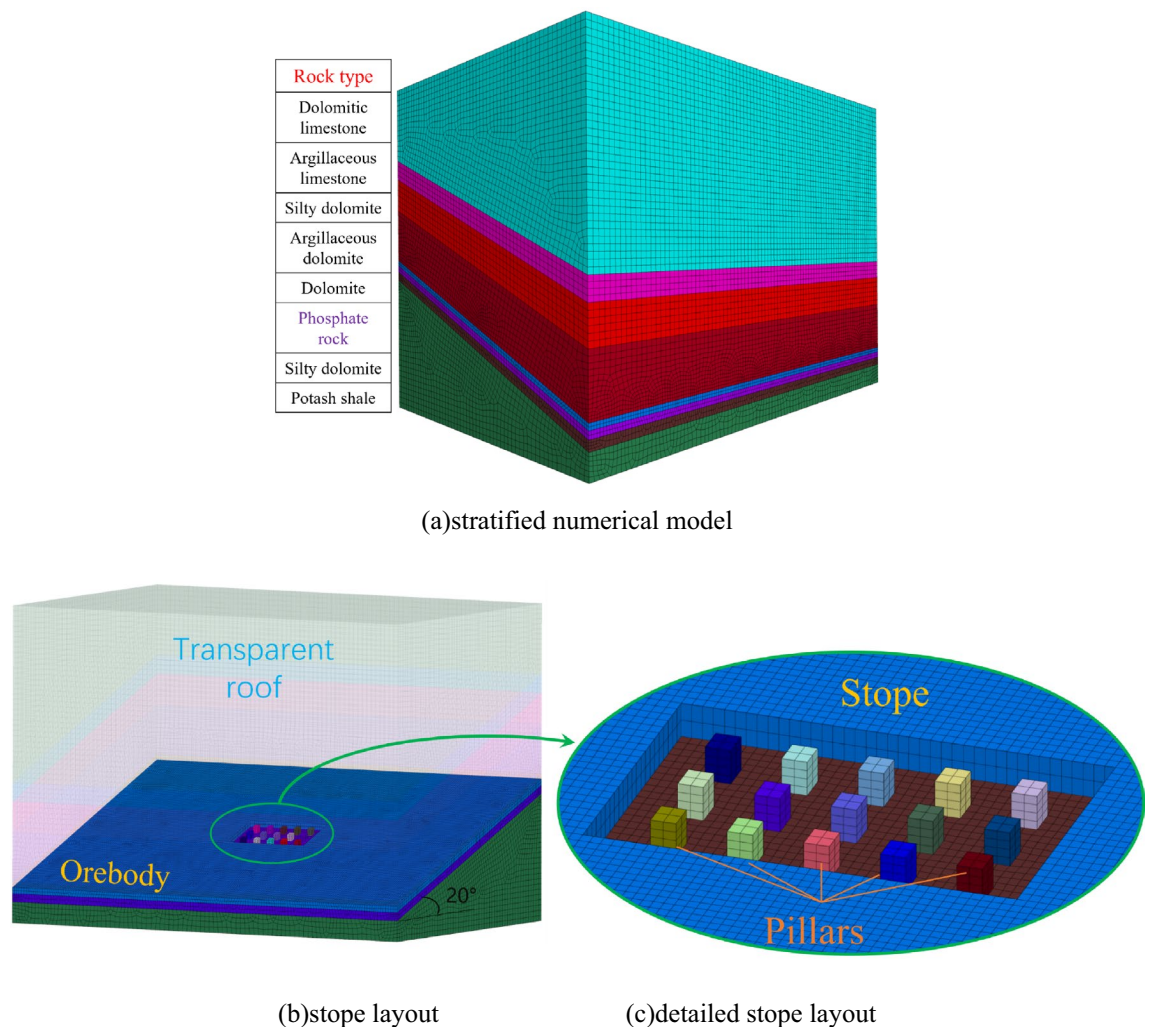 Rock type
Dolomitic
limestone
Argillaceous
limestone
Silty dolomite
Argillaceous
dolomite
Dolomite
Phosphate
rock
Silty dolomite
Potash shale
(a)stratified numerical model
Transparent
roof
Orebody
20°
Stope
Pillars
(b)stope layout
(c)detailed stope layout